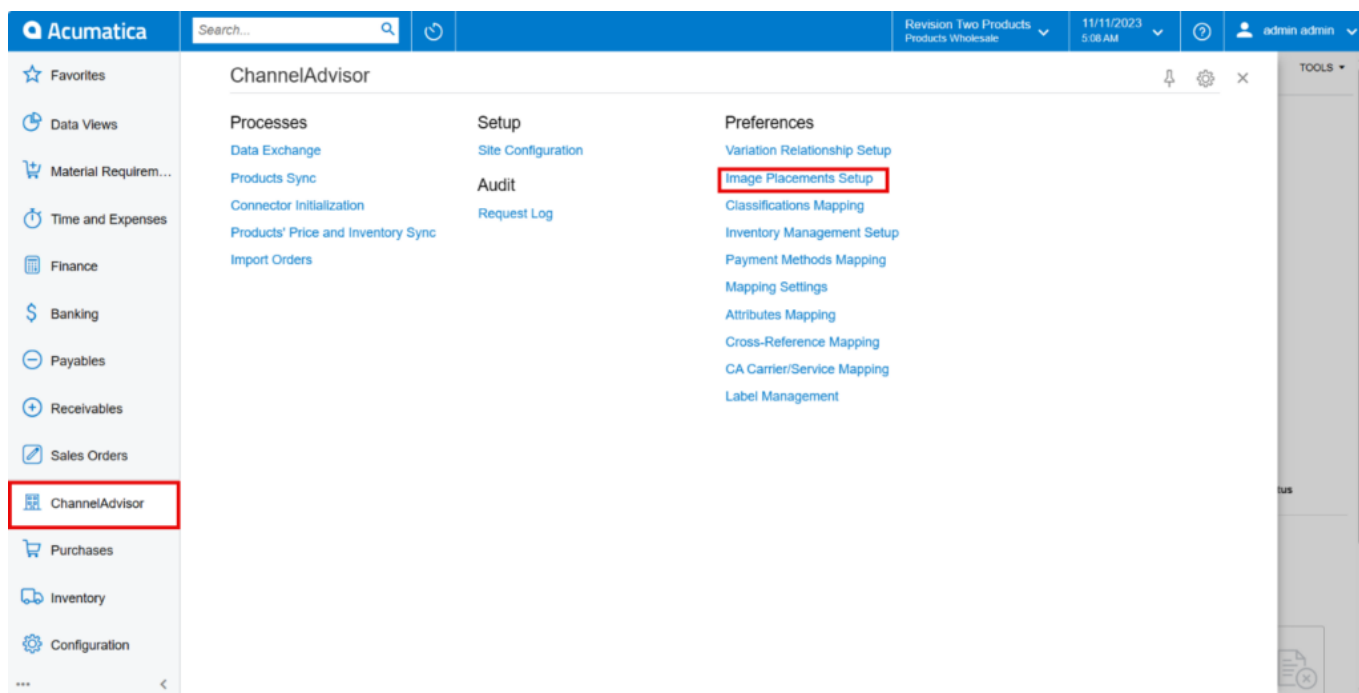 Acumatica
Search...
Revision Two Products
Products Wholesale
11/11/2023
5:08 AM
admin admin
TOOLS
Favorites
Data Views
Material Requirem...
Time and Expenses
Finance
Banking
Payables
Receivables
Sales Orders
ChannelAdvisor
Purchases
Inventory
Configuration
...
ChannelAdvisor
Processes
Data Exchange
Products Sync
Connector Initialization
Products' Price and Inventory Sync
Import Orders
Setup
Site Configuration
Audit
Request Log
Preferences
Variation Relationship Setup
Image Placements Setup
Classifications Mapping
Inventory Management Setup
Payment Methods Mapping
Mapping Settings
Attributes Mapping
Cross-Reference Mapping
CA Carrier/Service Mapping
Label Management
tus